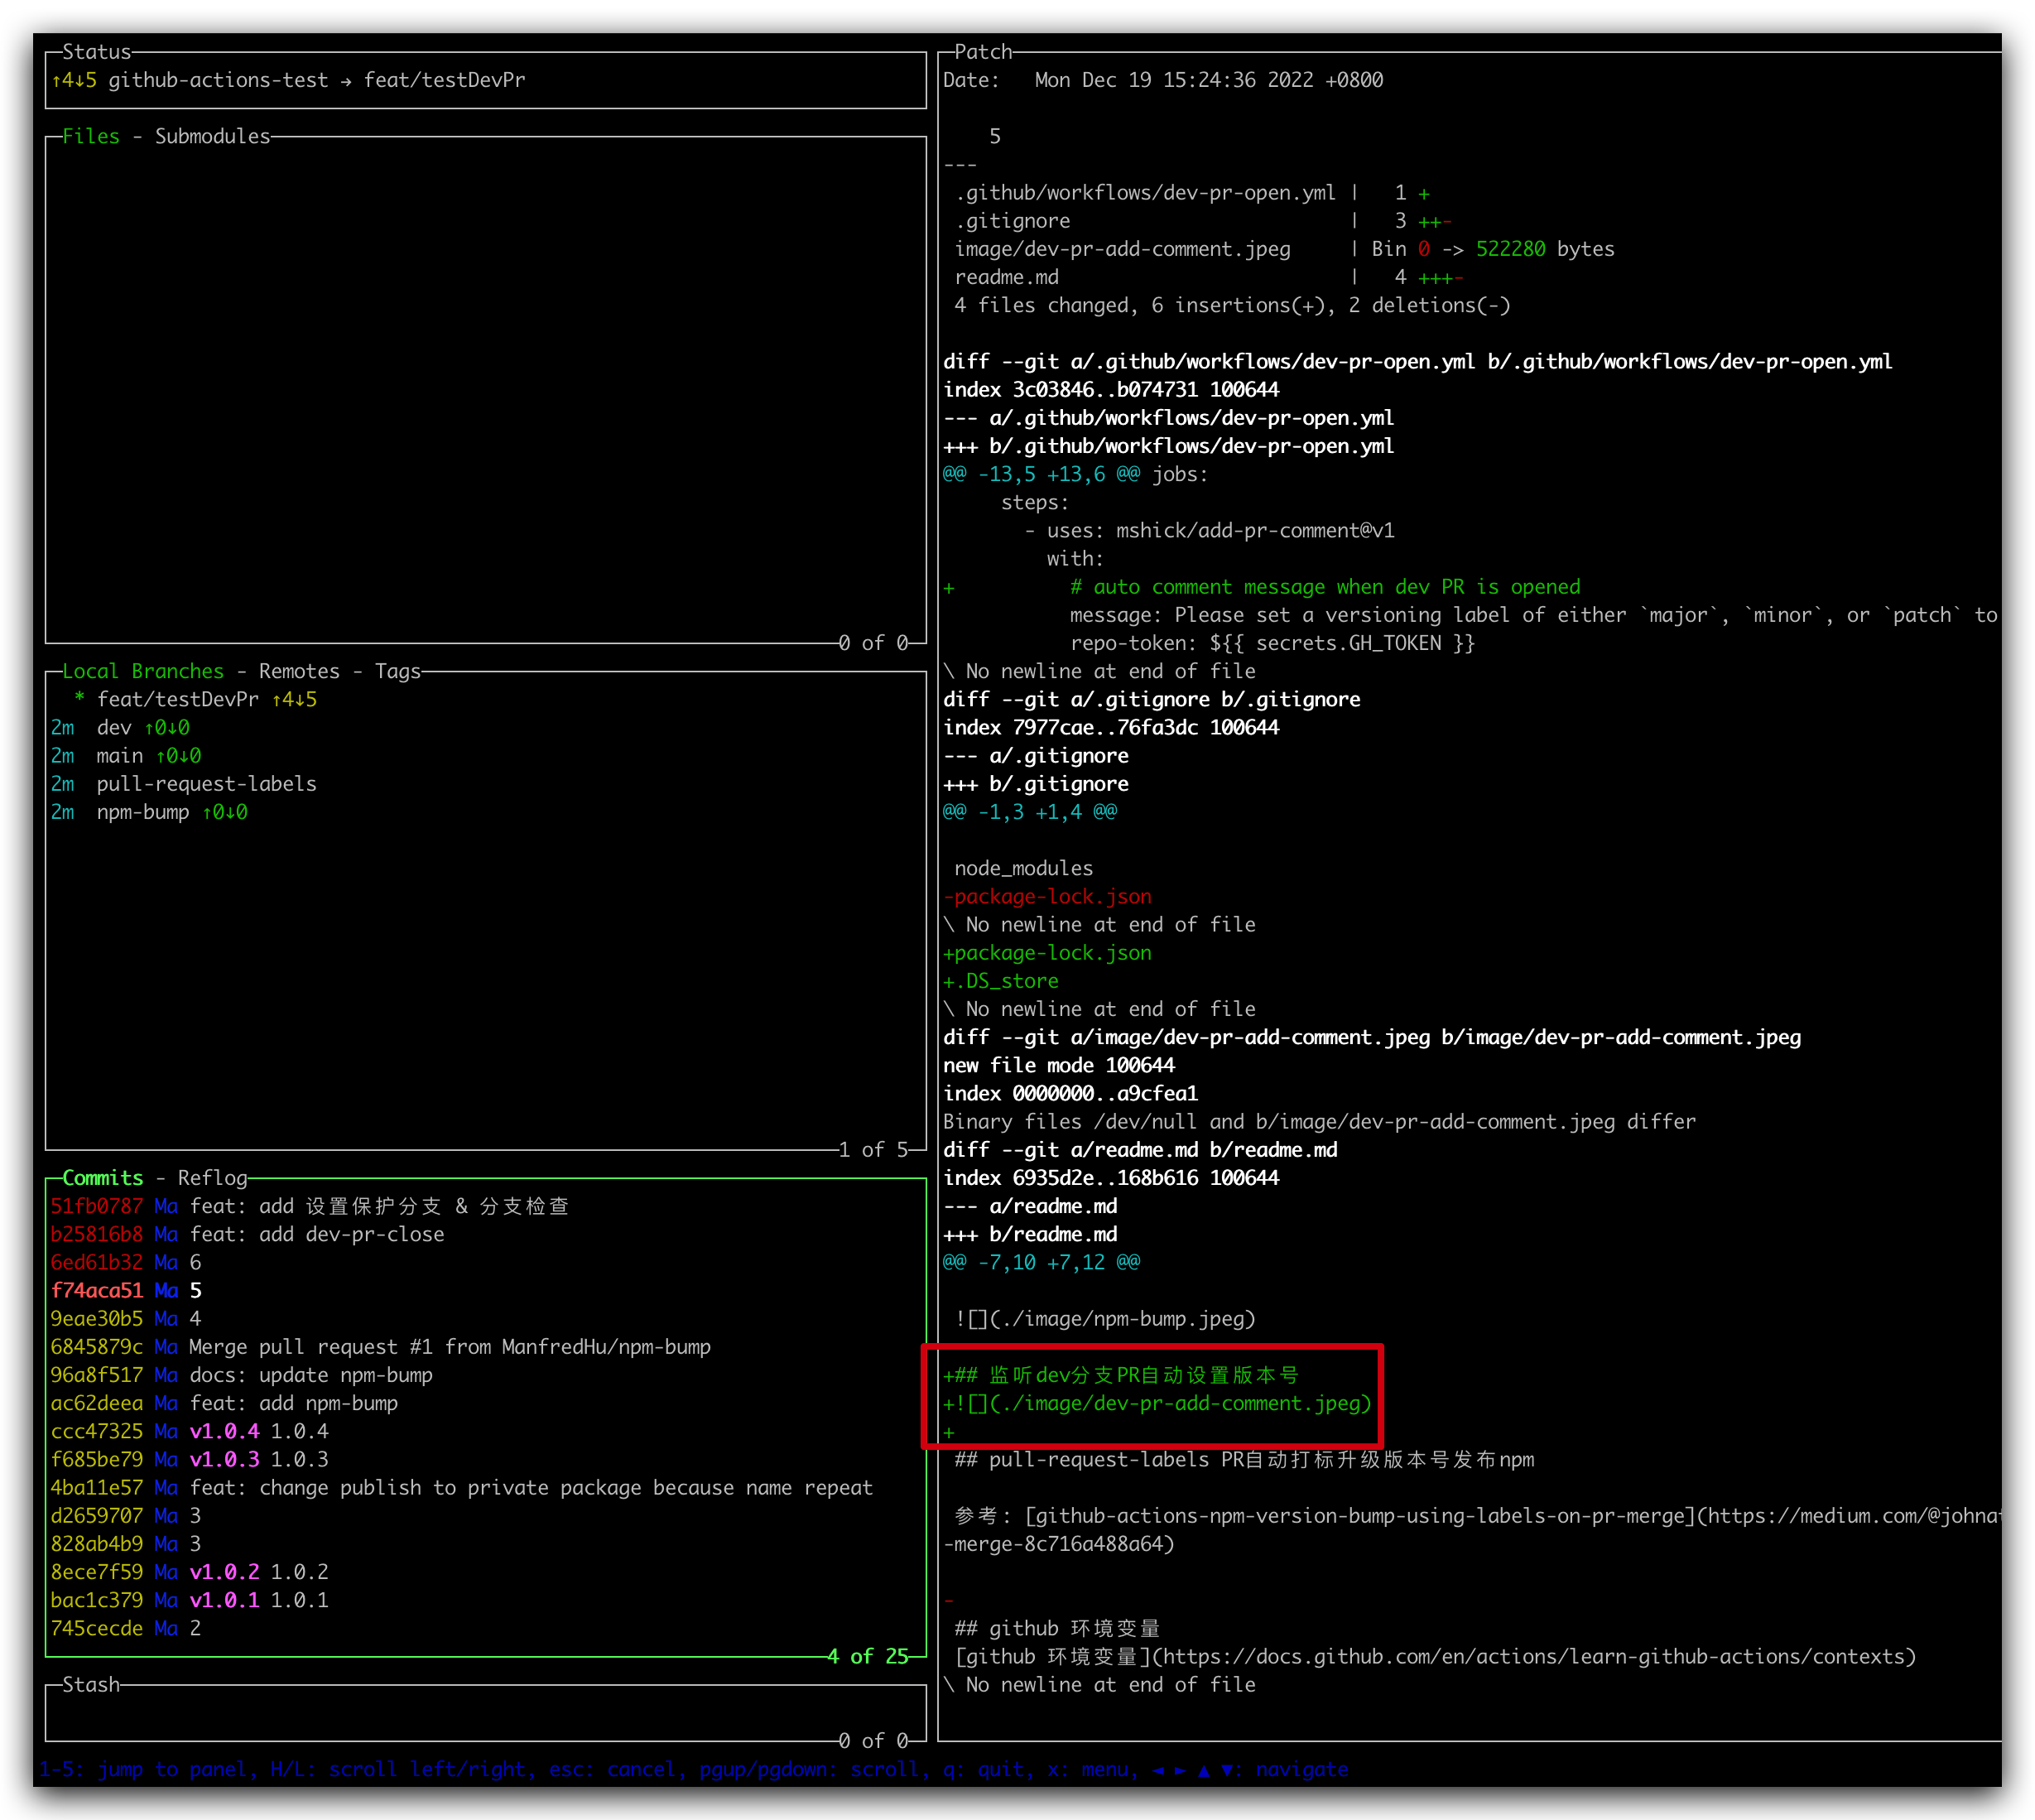 Status
↑4↓5 github-actions-test → feat/testDevPr
Files - Submodules
0 of 0
Local Branches - Remotes - Tags
* feat/testDevPr ↑4↓5
2m dev ↑0↓0
2m main ↑0↓0
2m pull-request-labels
2m npm-bump ↑0↓0
1 of 5
Commits - Reflog
51fb0787 Ma feat: add 设置保护分支 & 分支检查
b25816b8 Ma feat: add dev-pr-close
6ed61b32 Ma 6
f74aca51 Ma 5
9eae30b5 Ma 4
6845879c Ma Merge pull request #1 from ManfredHu/npm-bump
96a8f517 Ma docs: update npm-bump
ac62deea Ma feat: add npm-bump
ccc47325 Ma v1.0.4 1.0.4
f685be79 Ma v1.0.3 1.0.3
4ba11e57 Ma feat: change publish to private package because name repeat
d2659707 Ma 3
828ab4b9 Ma 3
8ece7f59 Ma v1.0.2 1.0.2
bac1c379 Ma v1.0.1 1.0.1
745cecde Ma 2
4 of 25
Stash
0 of 0
Patch
Date:   Mon Dec 19 15:24:36 2022 +0800
    5
---
 .github/workflows/dev-pr-open.yml |   1 +
 .gitignore                        |   3 ++-
 image/dev-pr-add-comment.jpeg     | Bin 0 -> 522280 bytes
 readme.md                         |   4 +++-
 4 files changed, 6 insertions(+), 2 deletions(-)
diff --git a/.github/workflows/dev-pr-open.yml b/.github/workflows/dev-pr-open.yml
index 3c03846..b074731 100644
--- a/.github/workflows/dev-pr-open.yml
+++ b/.github/workflows/dev-pr-open.yml
@@ -13,5 +13,6 @@ jobs:
     steps:
       - uses: mshick/add-pr-comment@v1
         with:
+          # auto comment message when dev PR is opened
           message: Please set a versioning label of either `major`, `minor`, or `patch` to
           repo-token: ${{ secrets.GH_TOKEN }}
\ No newline at end of file
diff --git a/.gitignore b/.gitignore
index 7977cae..76fa3dc 100644
--- a/.gitignore
+++ b/.gitignore
@@ -1,3 +1,4 @@
 node_modules
-package-lock.json
\ No newline at end of file
+package-lock.json
+.DS_store
\ No newline at end of file
diff --git a/image/dev-pr-add-comment.jpeg b/image/dev-pr-add-comment.jpeg
new file mode 100644
index 0000000..a9cfea1
Binary files /dev/null and b/image/dev-pr-add-comment.jpeg differ
diff --git a/readme.md b/readme.md
index 6935d2e..168b616 100644
--- a/readme.md
+++ b/readme.md
@@ -7,10 +7,12 @@
 ![](./image/npm-bump.jpeg)
+## 监听dev分支PR自动设置版本号
+![](./image/dev-pr-add-comment.jpeg)
+
 ## pull-request-labels PR自动打标升级版本号发布npm
 参考: [github-actions-npm-version-bump-using-labels-on-pr-merge](https://medium.com/@johnat
-merge-8c716a488a64)
-
 ## github 环境变量
 [github 环境变量](https://docs.github.com/en/actions/learn-github-actions/contexts)
\ No newline at end of file
1-5: jump to panel, H/L: scroll left/right, esc: cancel, pgup/pgdown: scroll, q: quit, x: menu, ◄ ► ▲ ▼: navigate